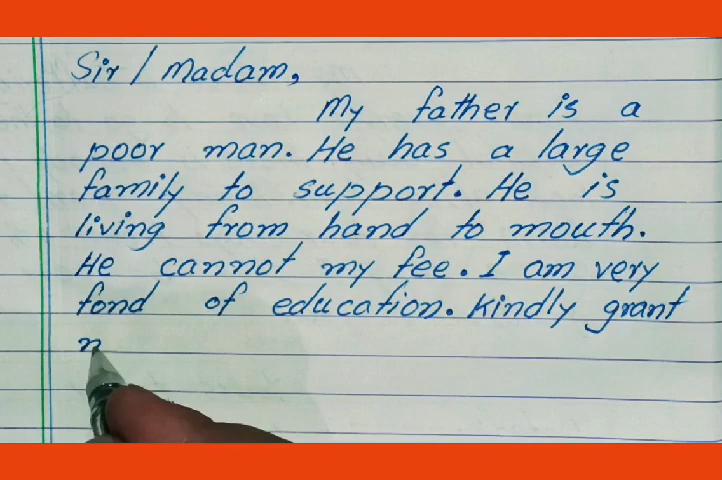 Sir / Madam,
My father is a
poor man. He has a large
family to support. He is
living from hand to mouth.
He cannot my fee. I am very
fond of education. Kindly grant